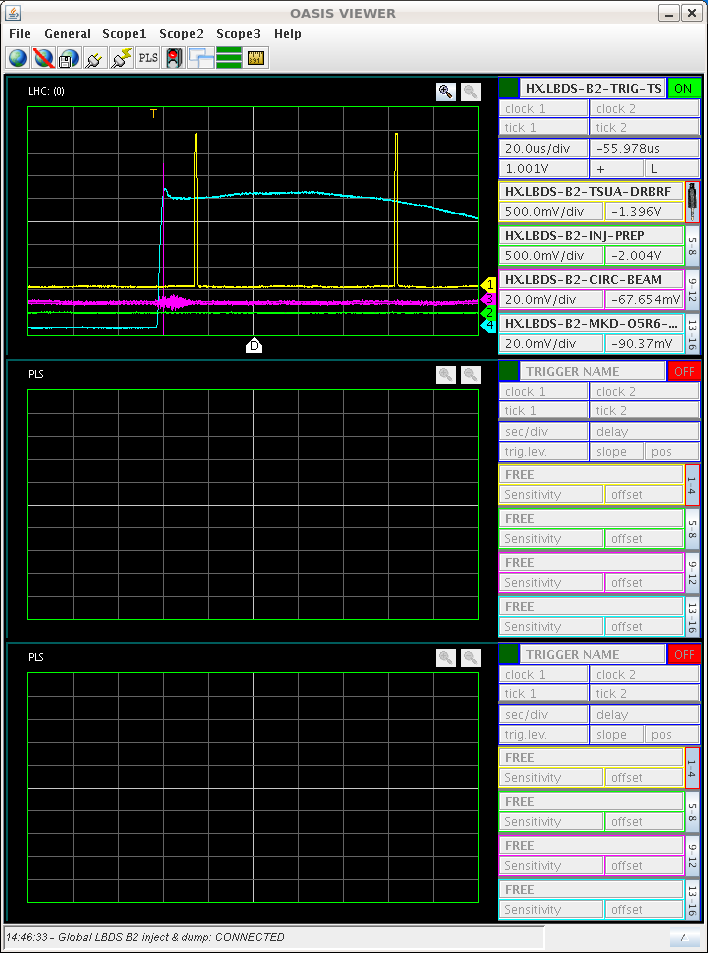 OASIS VIEWER
File General Scope1 Scope2 Scope3 Help
PLS
LHC: (0)
T
1
3
2
4
D
HX.LBDS-B2-TRIG-TS ON
clock 1 clock 2
tick 1 tick 2
20.0us/div -55.978us
1.001V + L
HX.LBDS-B2-TSUA-DRBRF
500.0mV/div -1.396V
HX.LBDS-B2-INJ-PREP
500.0mV/div -2.004V
5-8
HX.LBDS-B2-CIRC-BEAM
20.0mV/div -67.654mV
9-12
HX.LBDS-B2-MKD-O5R6-...
20.0mV/div -90.37mV
13-16
PLS
TRIGGER NAME OFF
clock 1 clock 2
tick 1 tick 2
sec/div delay
trig.lev. slope pos
FREE
Sensitivity offset
1-4
FREE
Sensitivity offset
5-8
FREE
Sensitivity offset
9-12
FREE
Sensitivity offset
13-16
PLS
TRIGGER NAME OFF
clock 1 clock 2
tick 1 tick 2
sec/div delay
trig.lev. slope pos
FREE
Sensitivity offset
1-4
FREE
Sensitivity offset
5-8
FREE
Sensitivity offset
9-12
FREE
Sensitivity offset
13-16
14:46:33 - Global LBDS B2 inject & dump: CONNECTED